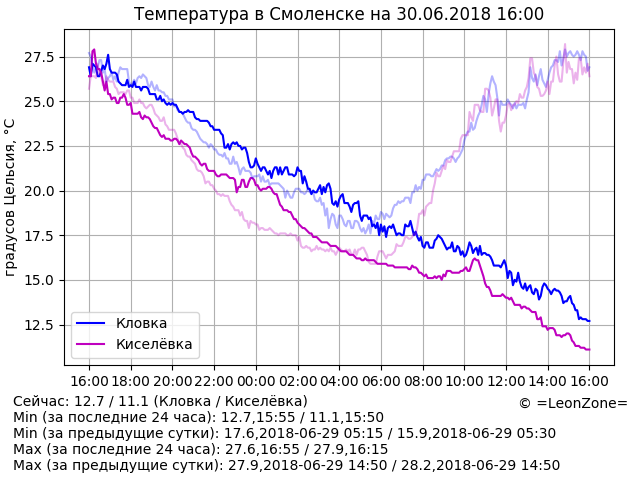 Температура в Смоленске на 30.06.2018 16:00
градусов Цельсия, °C
27.5
25.0
22.5
20.0
17.5
15.0
12.5
Кловка
Киселёвка
16:00 18:00 20:00 22:00 00:00 02:00 04:00 06:00 08:00 10:00 12:00 14:00 16:00
Сейчас: 12.7 / 11.1 (Кловка / Киселёвка)
© =LeonZone=
Min (за последние 24 часа): 12.7,15:55 / 11.1,15:50
Min (за предыдущие сутки): 17.6,2018-06-29 05:15 / 15.9,2018-06-29 05:30
Max (за последние 24 часа): 27.6,16:55 / 27.9,16:15
Max (за предыдущие сутки): 27.9,2018-06-29 14:50 / 28.2,2018-06-29 14:50